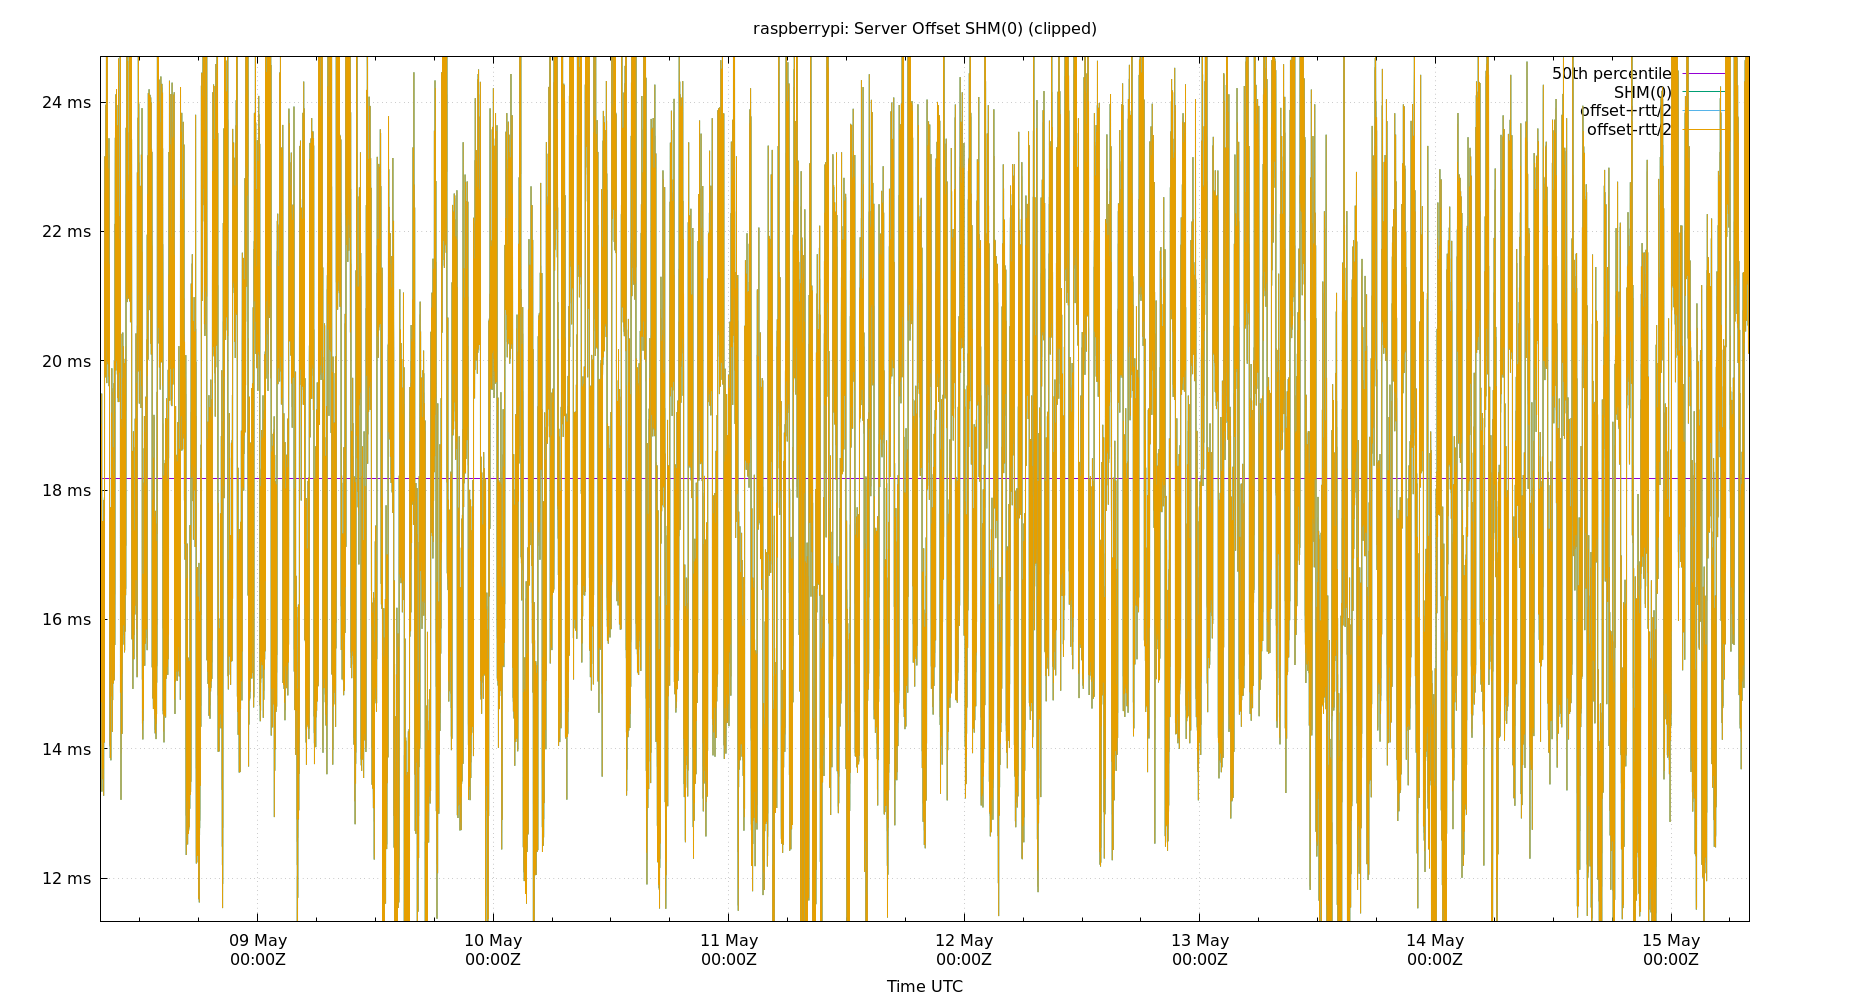 raspberrypi: Server Offset SHM(0) (clipped)
50th percentile
SHM(0)
offset+rtt/2
offset-rtt/2
24 ms
22 ms
20 ms
18 ms
16 ms
14 ms
12 ms
09 May 10 May 11 May 12 May 13 May 14 May 15 May
00:00Z 00:00Z 00:00Z 00:00Z 00:00Z 00:00Z 00:00Z
Time UTC